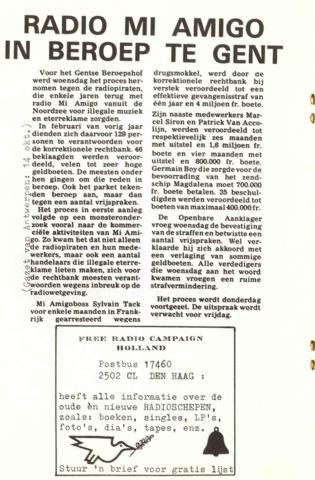 RADIO MI AMIGO
IN BEROEP TE GENT
Voor het Gentse Beroepshof
werd woensdag het proces her-
nomen tegen de radiopiraten,
die enkele jaren terug met
radio Mi Amigo vanuit de
Noordzee voor illegale muziek
en eterreklame zorgden.
In februari van vorig jaar
dienden zich daarvoor 129 per-
sonen te verantwoorden voor
de korrektionele rechtbank. 46
beklaagden werden veroor-
deeld, velen tot zeer hoge
geldboeten. De meesten onder
hen gingen om die reden in
beroep. Ook het parket teken-
den beroep aan, maar dan
tegen een aantal vrijspraken.
Het proces in eerste aanleg
volgde op een monsteronder-
zoek vooral naar de kommer-
ciële aktiviteiten van Mi Ami-
go. Zo kwam het dat niet alleen
de radiopiraten en hun mede-
werkers, maar ook een aantal
handelaars die illegale eterre-
klame lieten maken, zich voor
de rechtbank moesten verant-
woorden wegens inbreuk op de
radiowetgeving.
Mi Amigoboss Sylvain Tack
voor enkele maanden in Frank-
rijk gearresteerd wegens
drugsmokkel, werd door de
korrektionele rechtbank bij
verstek veroordeeld tot een
effektieve gevangenisstraf van
één jaar en 4 miljoen fr. boete.
Zijn naaste medewerkers Mar-
cel Siron en Patrick Van Acco-
lijn, werden veroordeeld tot
respektievelijk zes maanden
met uitstel en 1,6 miljoen fr.
boete en vier maanden met
uitstel en 800.000 fr. boete.
Germain Boy die zorgde voor de
bevoorrading van het zend-
schip Magdalena moet 700.000
fr. boete betalen. 35 beschul-
digden werden veroordeeld tot
boeten van maximaal 400.000 fr.
De Openbare Aanklager
vroeg woensdag de bevestiging
van de straffen en betwistte een
aantal vrijspraken. Wel ver-
klaarde hij zich akkoord met
een verlaging van sommige
geldboeten. Alle verdedigers
die woensdag aan het woord
kwamen vroegen een ruime
strafvermindering.
Het proces wordt donderdag
voortgezet. De uitspraak wordt
verwacht voor vrijdag.
(Gazet van Antwerpen: 14 okt.
FREE RADIO CAMPAIGN
HOLLAND
Postbus 17460
2502 CL DEN HAAG :
heeft alle informatie over de
oude èn nieuwe RADIOSCHEPEN,
zoals: boeken, singles, LP's,
foto's, dia's, tapes, enz.
Stuur 'n brief voor gratis lijst